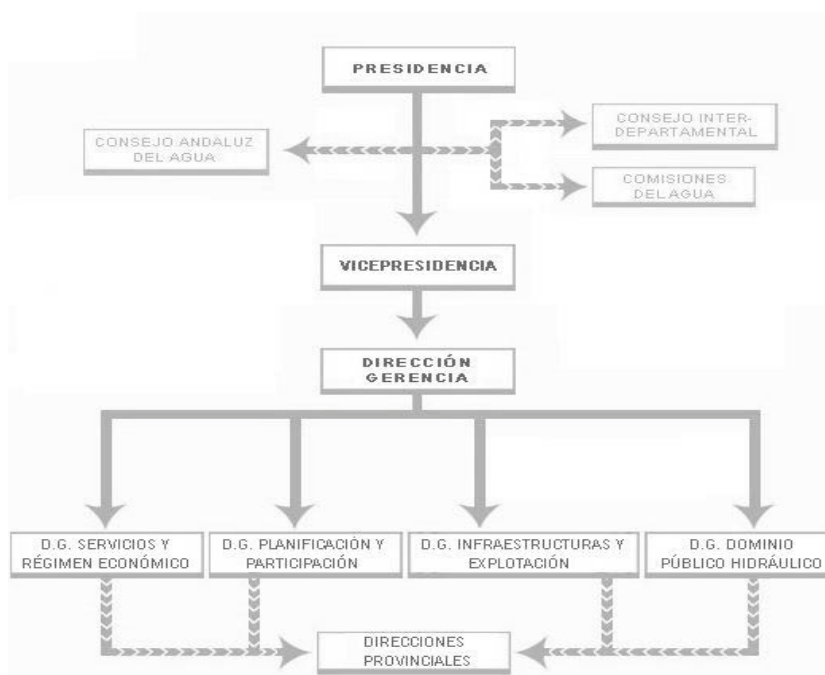 PRESIDENCIA
CONSEJO ANDALUZ
DEL AGUA
CONSEJO INTER-
DEPARTAMENTAL
COMISIONES
DEL AGUA
VICEPRESIDENCIA
DIRECCIÓN
GERENCIA
D.G. SERVICIOS Y
RÉGIMEN ECONÓMICO
D.G. PLANIFICACIÓN Y
PARTICIPACIÓN
D.G. INFRAESTRUCTURAS Y
EXPLOTACIÓN
D.G. DOMINIO
PÚBLICO HIDRÁULICO
DIRECCIONES
PROVINCIALES